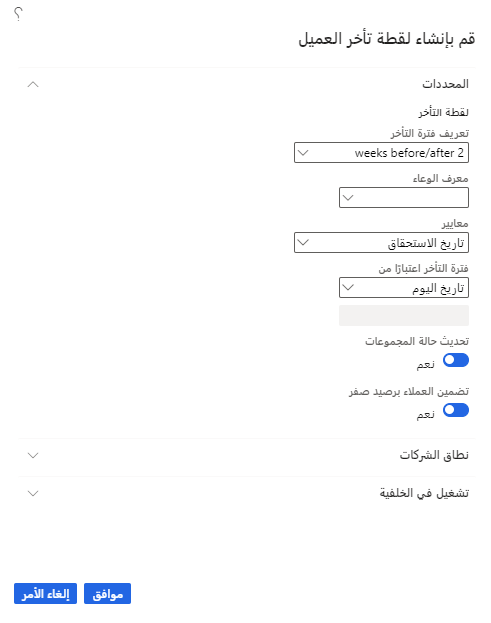 ؟
قم بإنشاء لقطة تأخر العميل
المحددات
لقطة التأخر
تعريف فترة التأخر
weeks before/after 2
معرف الوعاء
معايير
تاريخ الاستحقاق
فترة التأخر اعتبارًا من
تاريخ اليوم
تحديث حالة المجموعات
نعم
تضمين العملاء برصيد صفر
نعم
نطاق الشركات
تشغيل في الخلفية
موافق
إلغاء الأمر